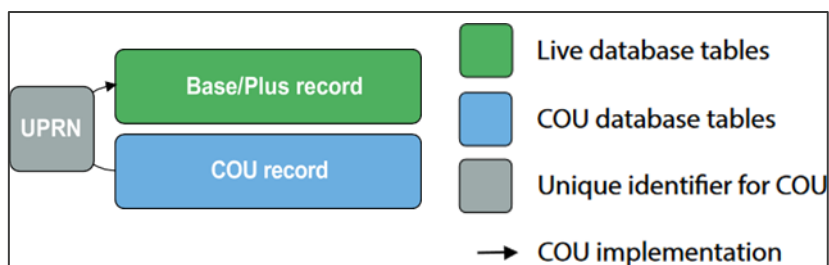 Base/Plus record
UPRN
COU record
Live database tables
COU database tables
Unique identifier for COU
COU implementation